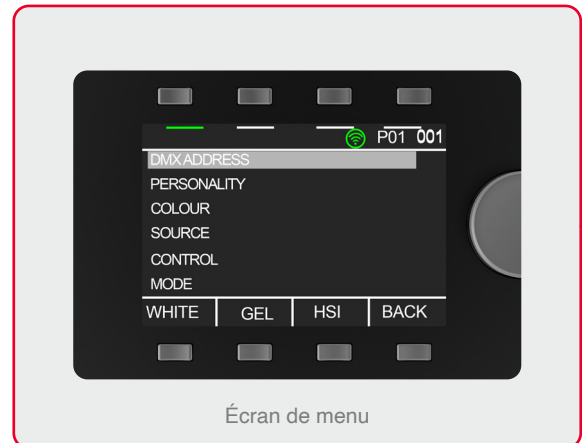 P01 001
DMX ADDRESS
PERSONALITY
COLOUR
SOURCE
CONTROL
MODE
WHITE GEL HSI BACK
Écran de menu